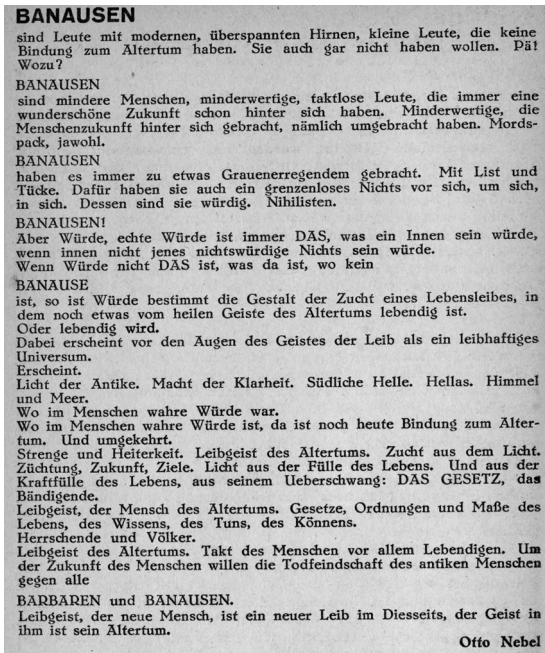 BANAUSEN
sind Leute mit modernen, überspannten Hirnen, kleine Leute, die keine
Bindung zum Altertum haben. Sie auch gar nicht haben wollen. Pä!
Wozu?
BANAUSEN
sind mindere Menschen, minderwertige, taktlose Leute, die immer eine
wunderschöne Zukunft schon hinter sich haben. Minderwertige, die
Menschenzukunft hinter sich gebracht, nämlich umgebracht haben. Mords-
pack, jawohl.
BANAUSEN
haben es immer zu etwas Grauenerregendem gebracht. Mit List und
Tücke. Dafür haben sie auch ein grenzenloses Nichts vor sich, um sich,
in sich. Dessen sind sie würdig. Nihilisten.
BANAUSEN!
Aber Würde, echte Würde ist immer DAS, was ein Innen sein würde,
wenn innen nicht jenes nichtswürdige Nichts sein würde.
Wenn Würde nicht DAS ist, was da ist, wo kein
BANAUSE
ist, so ist Würde bestimmt die Gestalt der Zucht eines Lebensleibes, in
dem noch etwas vom heilen Geiste des Altertums lebendig ist.
Oder lebendig wird.
Dabei erscheint vor den Augen des Geistes der Leib als ein leibhaftiges
Universum.
Erscheint.
Licht der Antike. Macht der Klarheit. Südliche Helle. Hellas. Himmel
und Meer.
Wo im Menschen wahre Würde war.
Wo im Menschen wahre Würde ist, da ist noch heute Bindung zum Alter-
tum. Und umgekehrt.
Strenge und Heiterkeit. Leibgeist des Altertums. Zucht aus dem Licht.
Züchtung, Zukunft, Ziele. Licht aus der Fülle des Lebens. Und aus der
Kraftfülle des Lebens, aus seinem Ueberschwang: DAS GESETZ, das
Bändigende.
Leibgeist, der Mensch des Altertums. Gesetze, Ordnungen und Maße des
Lebens, des Wissens, des Tuns, des Könnens.
Herrschende und Völker.
Leibgeist des Altertums. Takt des Menschen vor allem Lebendigen. Um
der Zukunft des Menschen willen die Todfeindschaft des antiken Menschen
gegen alle
BARBAREN und BANAUSEN.
Leibgeist, der neue Mensch, ist ein neuer Leib im Diesseits, der Geist in
ihm ist sein Altertum.
Otto Nebel